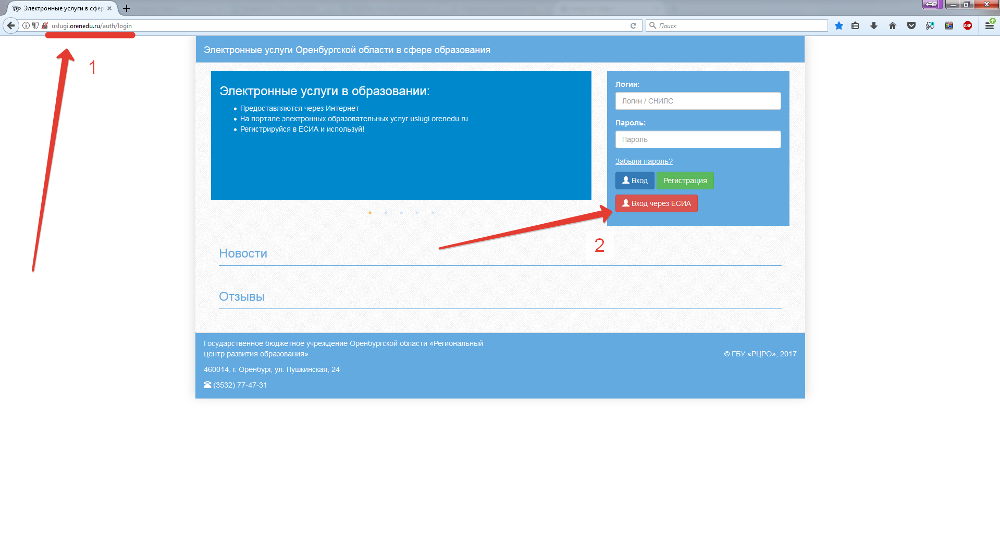 Электронные услуги в сфер
uslugi.orenedu.ru/auth/login
Поиск
ABP
1
Электронные услуги Оренбургской области в сфере образования
Электронные услуги в образовании:
Предоставляются через Интернет
На портале электронных образовательных услуг uslugi.orenedu.ru
Регистрируйся в ЕСИА и используй!
Логин:
Логин / СНИЛС
Пароль:
Пароль
Забыли пароль?
Вход
Регистрация
Вход через ЕСИА
2
Новости
Отзывы
Государственное бюджетное учреждение Оренбургской области «Региональный
центр развития образования»
460014, г. Оренбург, ул. Пушкинская, 24
(3532) 77-47-31
© ГБУ «РЦРО», 2017